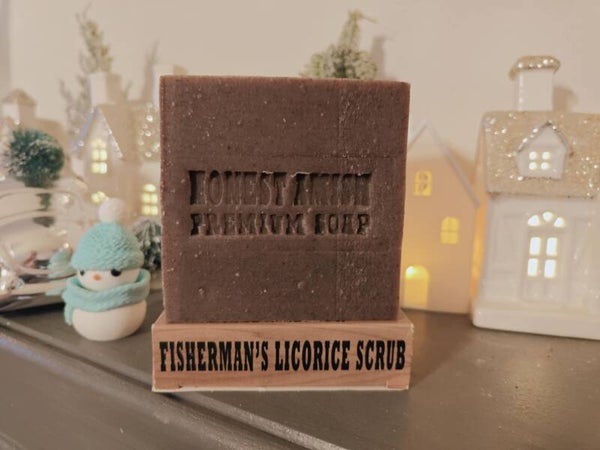 HONEST AMISH
PREMIUM SOAP
FISHERMAN'S LICORICE SCRUB